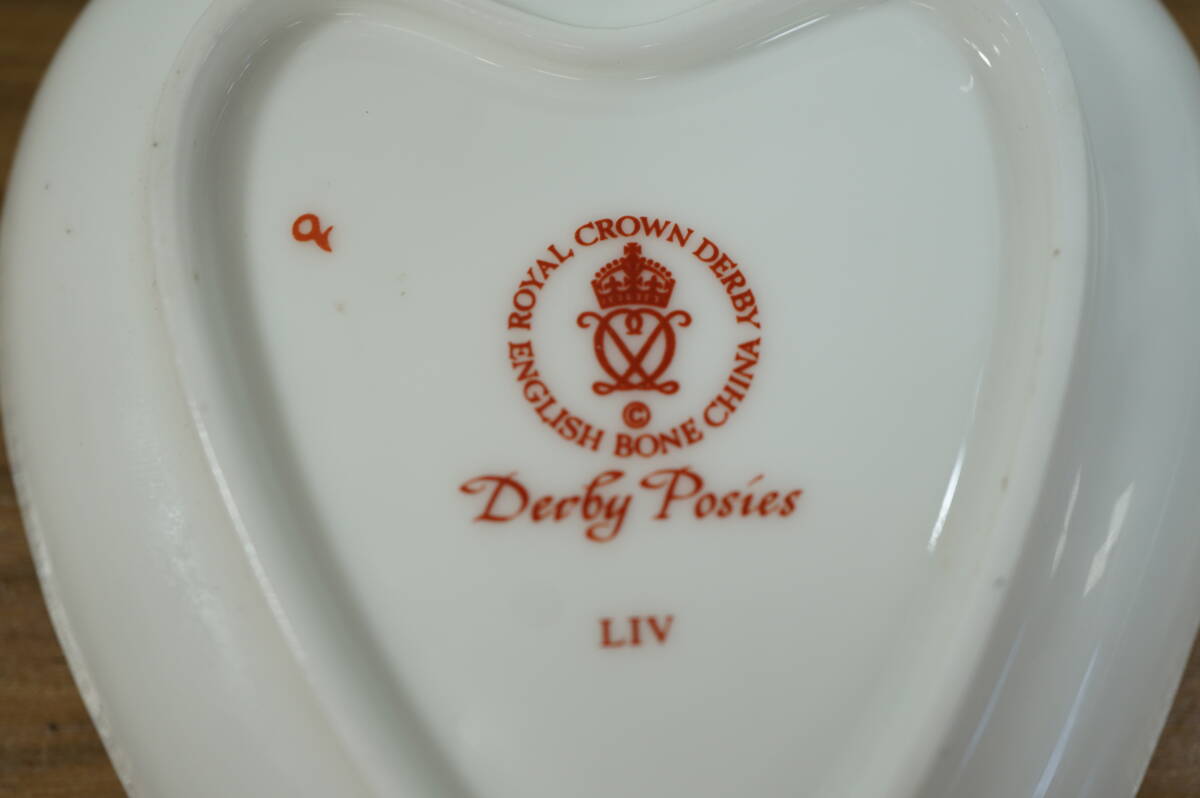 ROYAL CROWN DERBY
ENGLISH BONE CHINA
©
Derby Posies
LIV